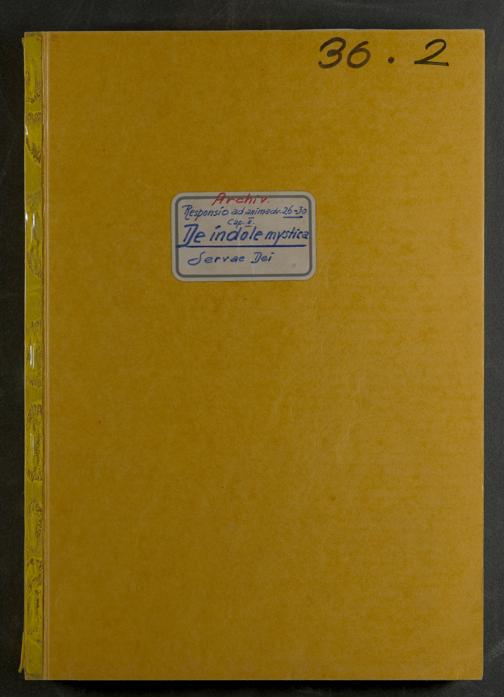 36.2
Archiv.
Responsio ad animadv. 26-30
Cap. II.
De indole mystica
Servae Dei